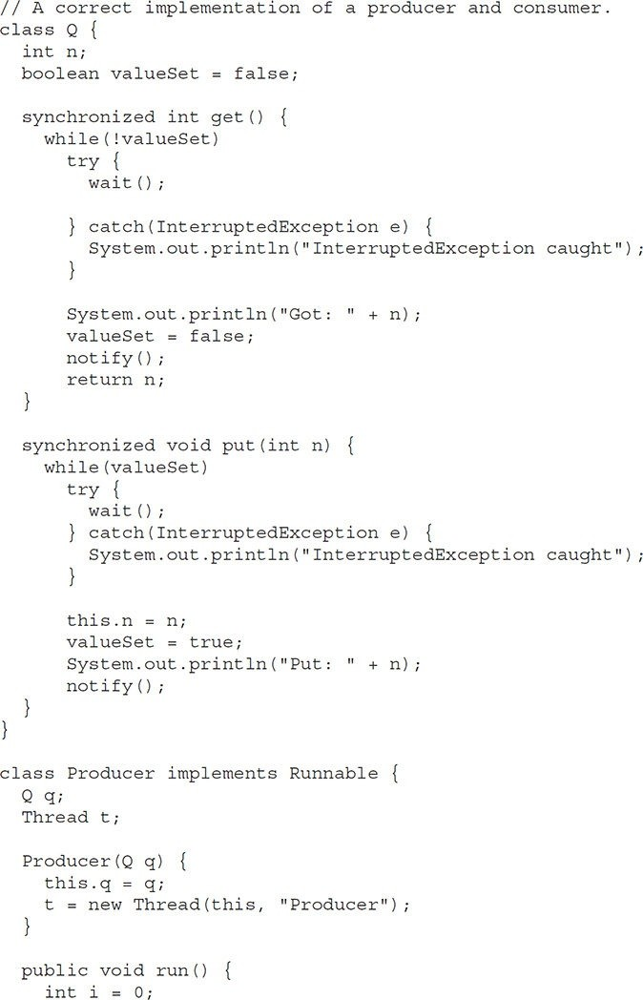 // A correct implementation of a producer and consumer.
class Q {
  int n;
  boolean valueSet = false;

  synchronized int get() {
    while(!valueSet)
      try {
        wait();

      } catch(InterruptedException e) {
        System.out.println("InterruptedException caught");
      }

      System.out.println("Got: " + n);
      valueSet = false;
      notify();
      return n;
  }

  synchronized void put(int n) {
    while(valueSet)
      try {
        wait();
      } catch(InterruptedException e) {
        System.out.println("InterruptedException caught");
      }

      this.n = n;
      valueSet = true;
      System.out.println("Put: " + n);
      notify();
  }
}

class Producer implements Runnable {
  Q q;
  Thread t;

  Producer(Q q) {
    this.q = q;
    t = new Thread(this, "Producer");
  }

  public void run() {
    int i = 0;